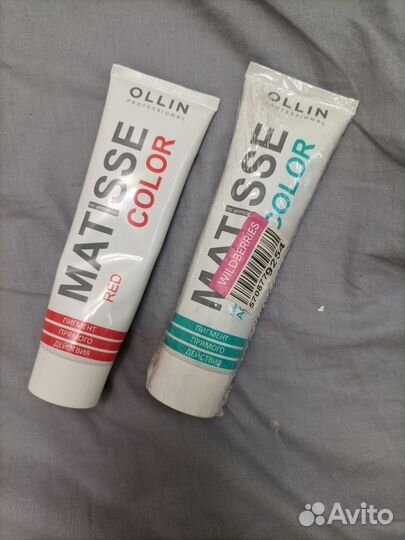 OLLIN
PROFESSIONAL
MATISSE
COLOR
RED
ПИГМЕНТ
ПРЯМОГО
ДЕЙСТВИЯ
OLLIN
PROFESSIONAL
MATISSE
COLOR
WILDBERRIES
ПИГМЕНТ
ПРЯМОГО
ДЕЙСТВИЯ
Avito